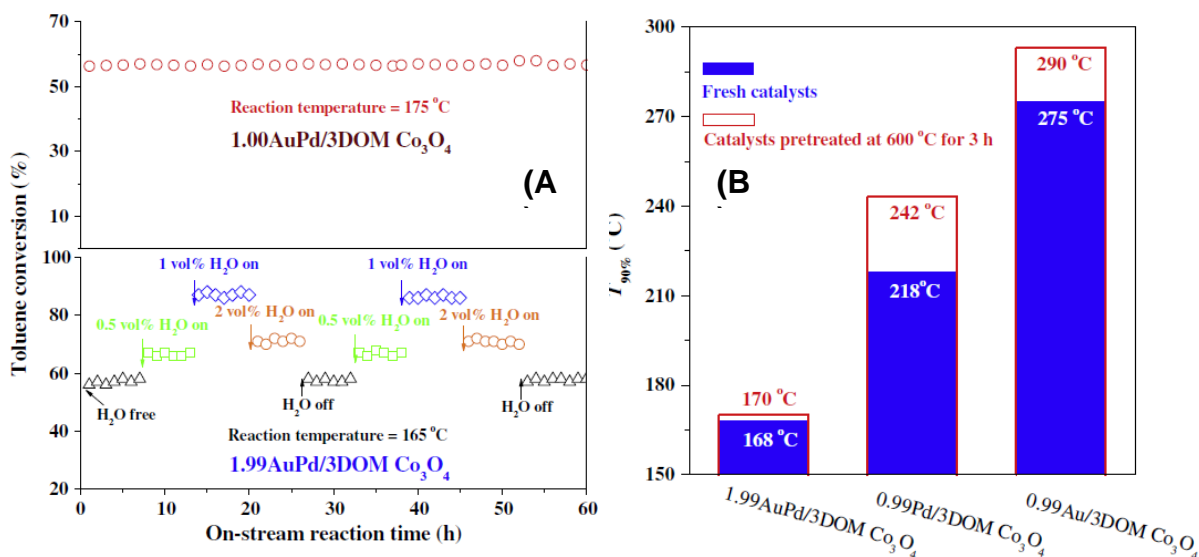 70
50
30
10
Reaction temperature = 175 °C
1.00AuPd/3DOM Co₃O₄
(A
Toluene conversion (%)
100
80
60
40
20
1 vol% H₂O on
1 vol% H₂O on
0.5 vol% H₂O on
2 vol% H₂O on
0.5 vol% H₂O on
2 vol% H₂O on
H₂O free
H₂O off
H₂O off
Reaction temperature = 165 °C
1.99AuPd/3DOM Co₃O₄
0 10 20 30 40 50 60
On-stream reaction time (h)
300
270
240
210
180
150
T90% (°C)
Fresh catalysts
Catalysts pretreated at 600 °C for 3 h
(B
170 °C
168 °C
242 °C
218°C
290 °C
275 °C
1.99AuPd/3DOM Co₃O₄
0.99Pd/3DOM Co₃O₄
0.99Au/3DOM Co₃O₄